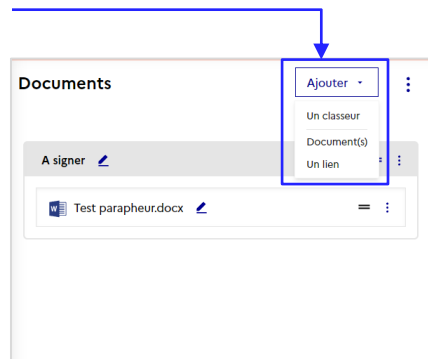 Documents
Ajouter
Un classeur
Document(s)
Un lien
A signer
W Test parapheur.docx